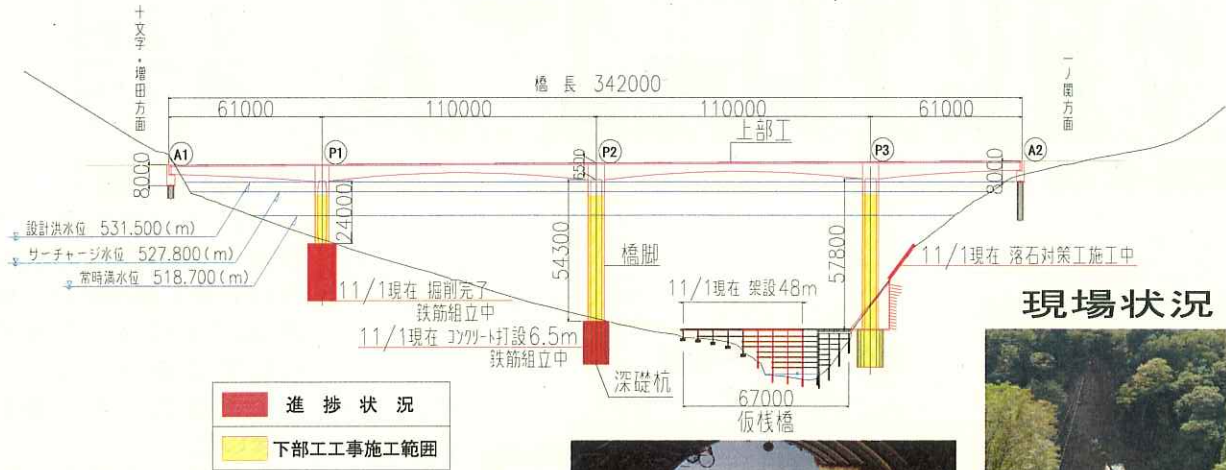 十文字・増田方面
一ノ関方面
橋 長 342000
61000
110000
110000
61000
上部工
A1
P1
P2
P3
A2
8000
6500
8000
24000
54300
57800
設計洪水位 531.500(m)
サーチャージ水位 527.800(m)
常時満水位 518.700(m)
橋脚
11/1現在 落石対策工施工中
11/1現在 掘削完了
鉄筋組立中
11/1現在 架設48m
11/1現在 コンクリート打設6.5m
鉄筋組立中
深礎杭
67000
仮桟橋
現場状況
進 捗 状 況
下部工工事施工範囲